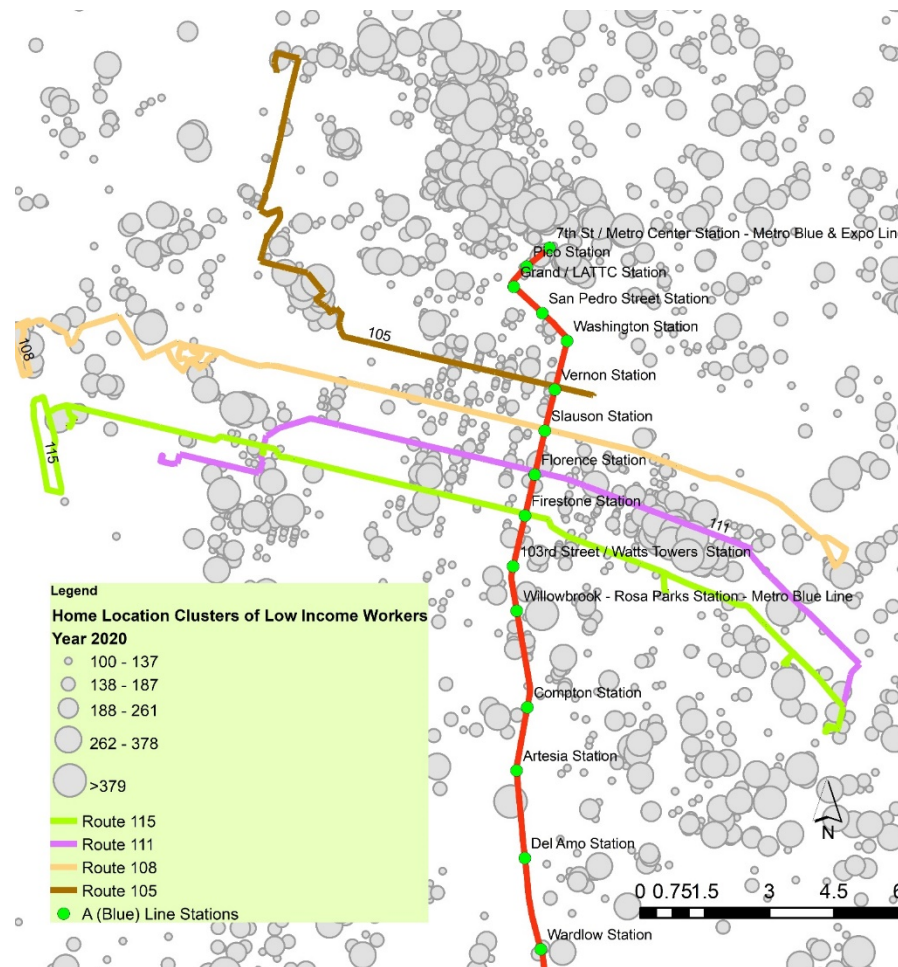 7th St / Metro Center Station - Metro Blue & Expo Line
Pico Station
Grand / LATTC Station
San Pedro Street Station
Washington Station
105
108
Vernon Station
Slauson Station
115
Florence Station
Firestone Station
111
103rd Street / Watts Towers Station
Willowbrook - Rosa Parks Station - Metro Blue Line
Compton Station
Artesia Station
Del Amo Station
Wardlow Station
Legend
Home Location Clusters of Low Income Workers
Year 2020
100 - 137
138 - 187
188 - 261
262 - 378
>379
Route 115
Route 111
Route 108
Route 105
A (Blue) Line Stations
N
0 0.75 1.5 3 4.5 6